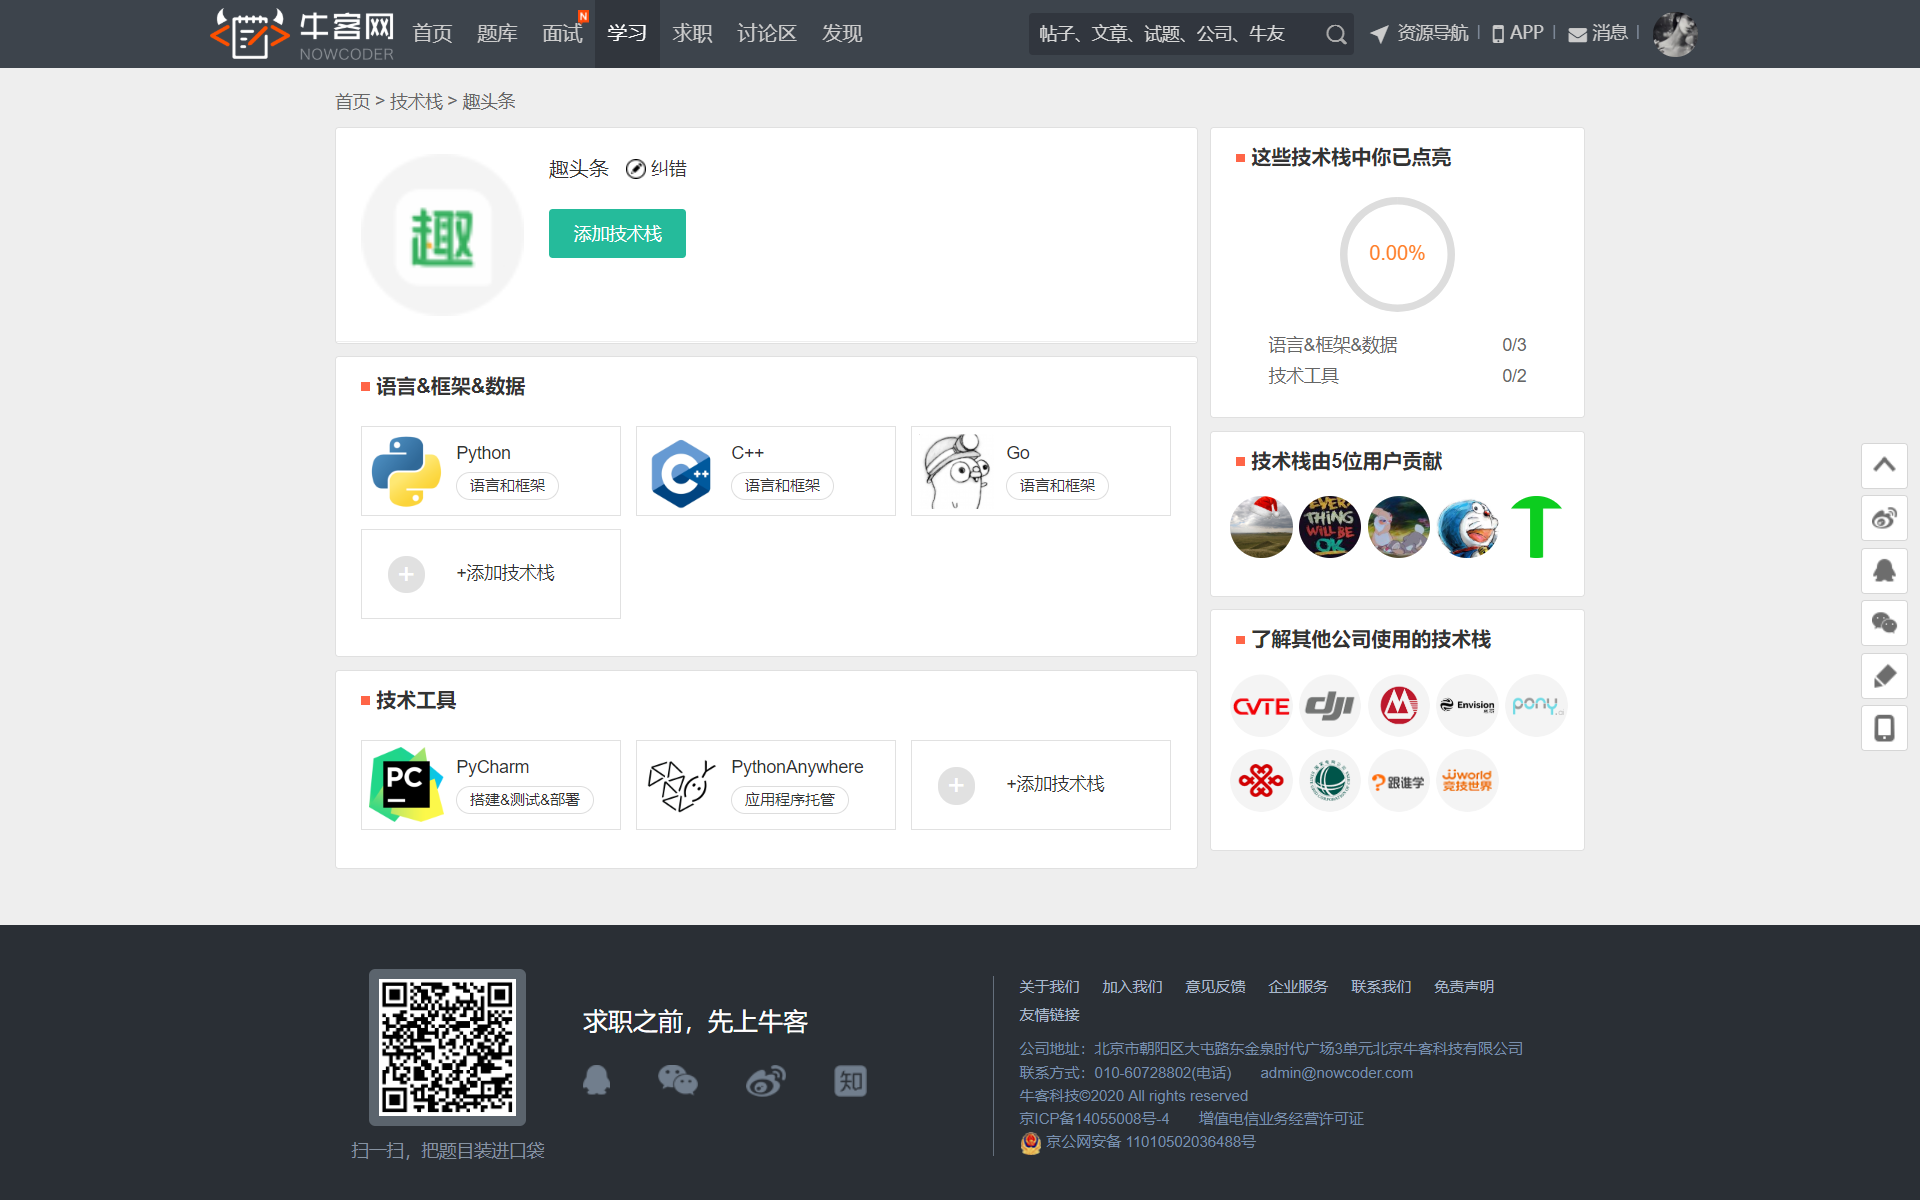 牛客网
NOWCODER
首页 题库 面试 N 学习 求职 讨论区 发现
帖子、文章、试题、公司、牛友
资源导航 | APP | 消息 |
首页 > 技术栈 > 趣头条
趣
趣头条 纠错
添加技术栈
语言&框架&数据
Python
语言和框架
C++
语言和框架
Go
语言和框架
+添加技术栈
技术工具
PC
PyCharm
搭建&测试&部署
PythonAnywhere
应用程序托管
+添加技术栈
这些技术栈中你已点亮
0.00%
语言&框架&数据 0/3
技术工具 0/2
技术栈由5位用户贡献
EVERY
THING
WILL BE
OK
了解其他公司使用的技术栈
CVTE
dji
Envision
pony.ai
跟谁学
jjworld
竞技世界
扫一扫，把题目装进口袋
求职之前，先上牛客
知
关于我们 加入我们 意见反馈 企业服务 联系我们 免责声明
友情链接
公司地址：北京市朝阳区大屯路东金泉时代广场3单元北京牛客科技有限公司
联系方式：010-60728802(电话) admin@nowcoder.com
牛客科技©2020 All rights reserved
京ICP备14055008号-4 增值电信业务经营许可证
京公网安备 11010502036488号